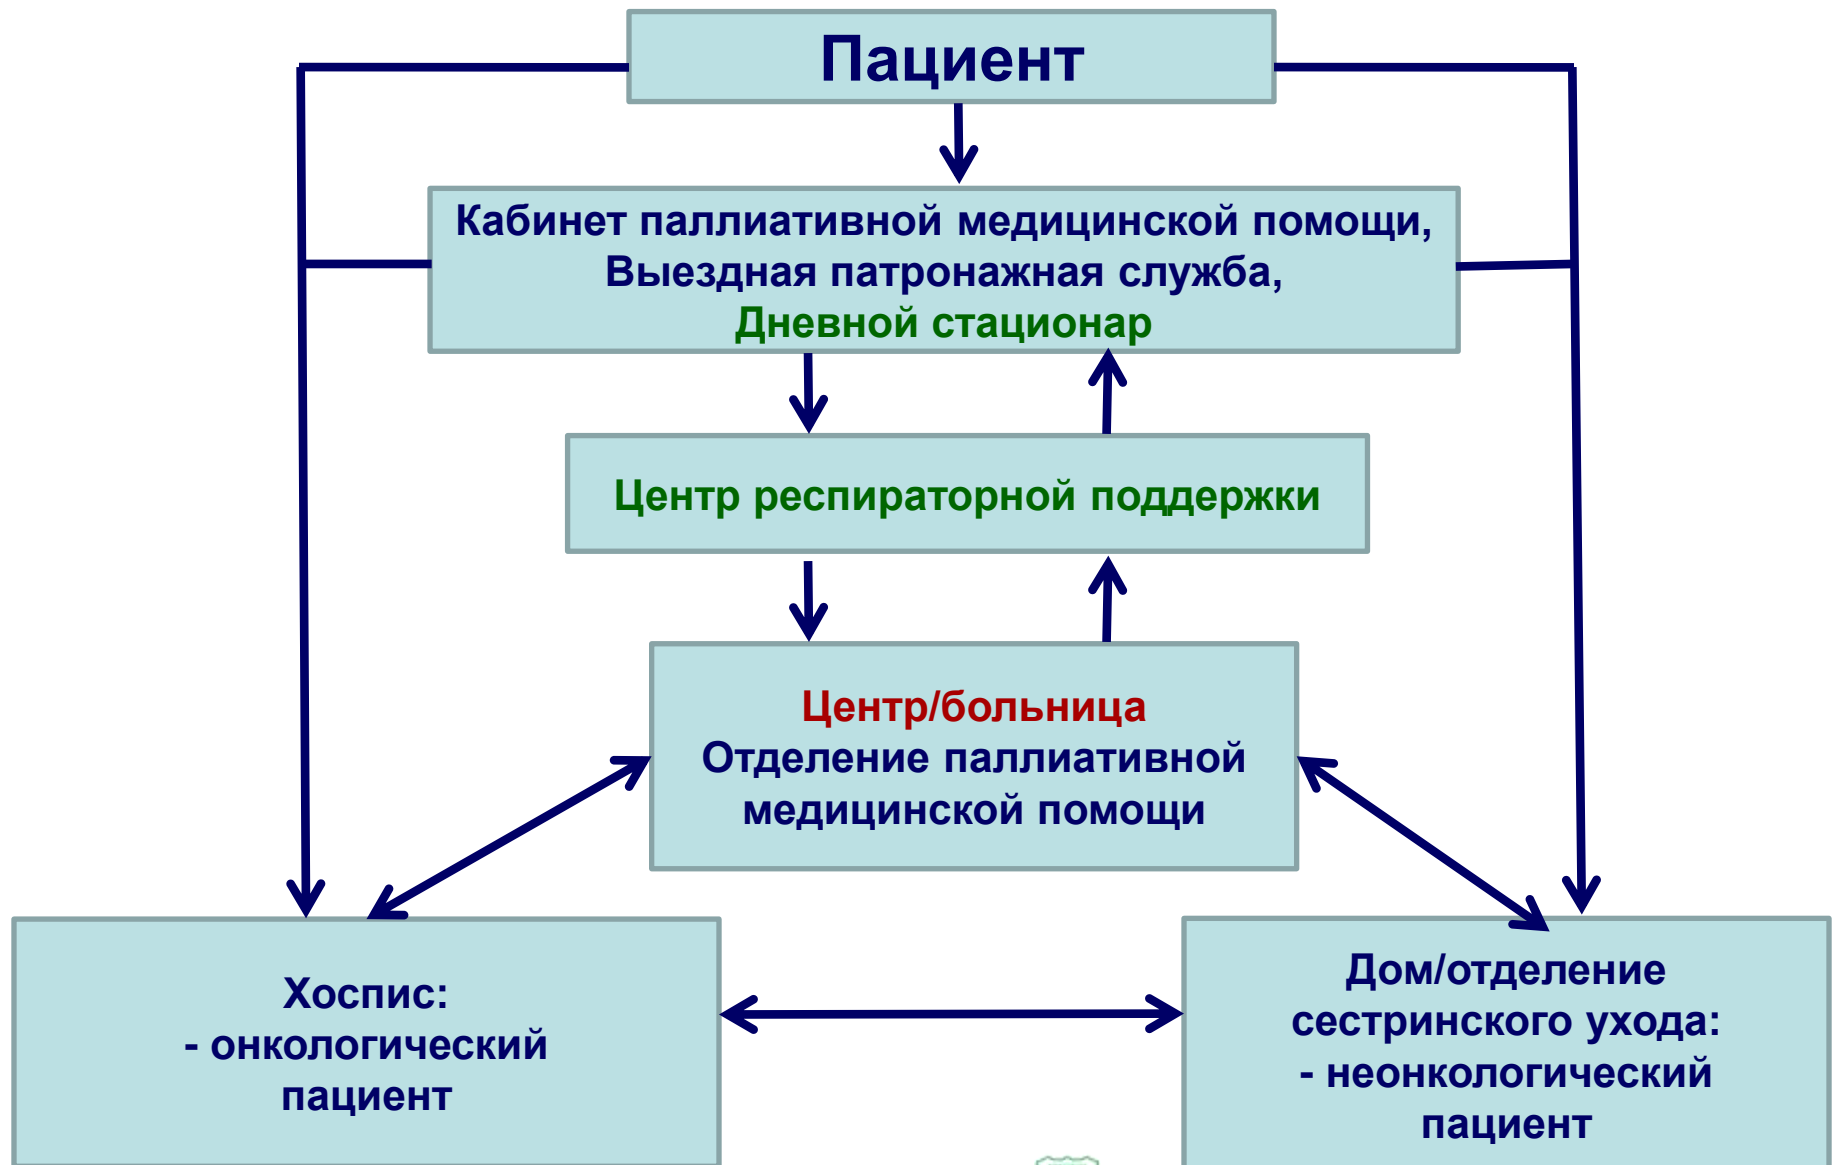 Пациент
Кабинет паллиативной медицинской помощи,
Выездная патронажная служба,
Дневной стационар
Центр респираторной поддержки
Центр/больница
Отделение паллиативной
медицинской помощи
Хоспис:
- онкологический
пациент
Дом/отделение
сестринского ухода:
- неонкологический
пациент